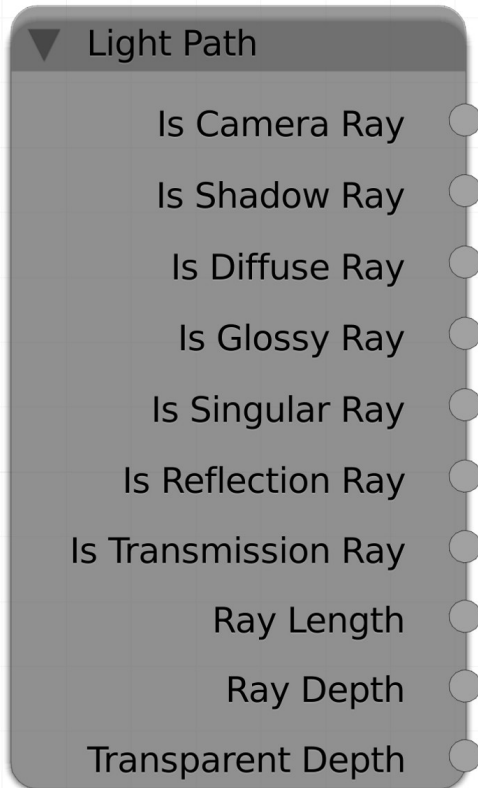 Light Path
Is Camera Ray
Is Shadow Ray
Is Diffuse Ray
Is Glossy Ray
Is Singular Ray
Is Reflection Ray
Is Transmission Ray
Ray Length
Ray Depth
Transparent Depth